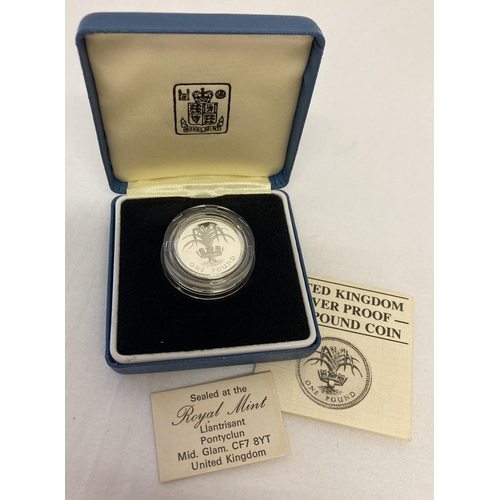 ROYAL MINT
ONE POUND
TED KINGDOM
VER PROOF
POUND COIN
ONE POUND
Sealed at the
Royal Mint
Llantrisant
Pontyclun
Mid. Glam. CF7 8YT
United Kingdom